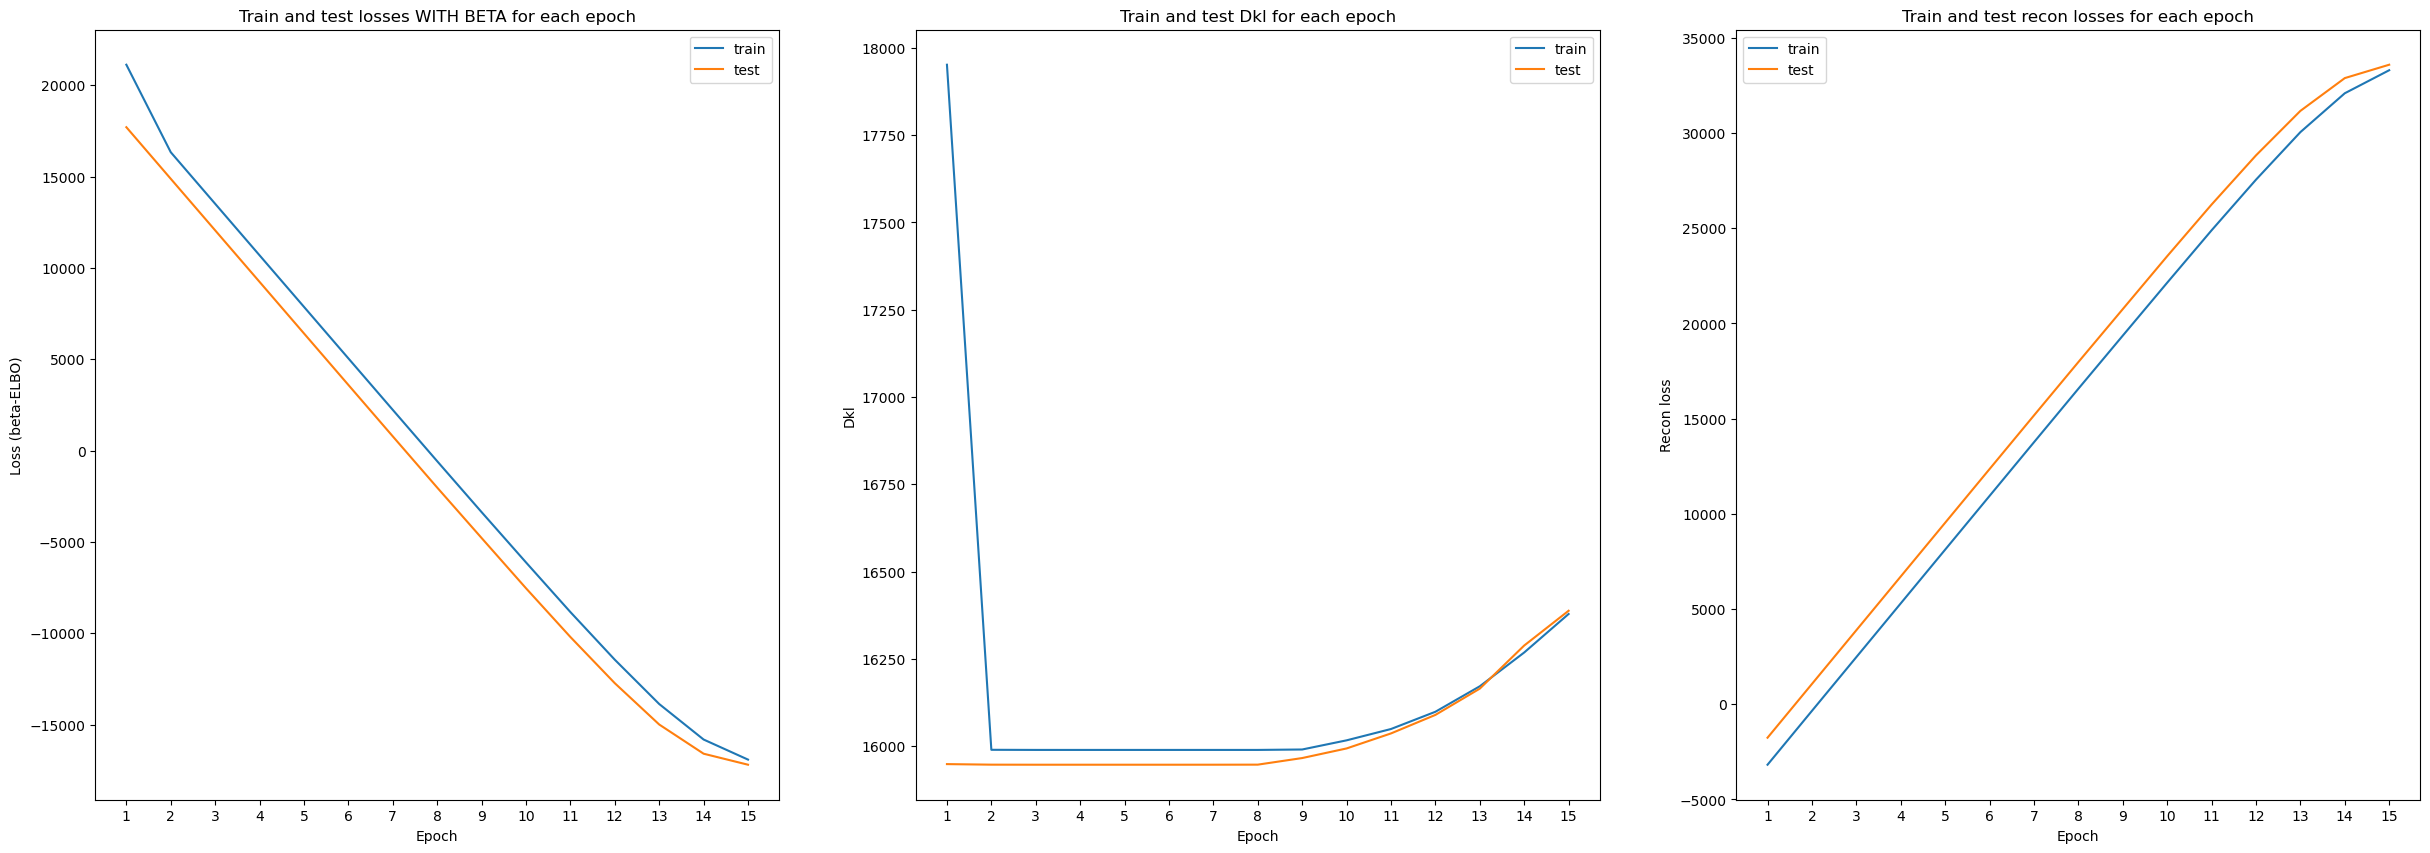 Train and test losses WITH BETA for each epoch
train
test
20000
15000
10000
5000
0
−5000
−10000
−15000
Loss (beta-ELBO)
1 2 3 4 5 6 7 8 9 10 11 12 13 14 15
Epoch
Train and test Dkl for each epoch
train
test
18000
17750
17500
17250
17000
16750
16500
16250
16000
Dkl
1 2 3 4 5 6 7 8 9 10 11 12 13 14 15
Epoch
Train and test recon losses for each epoch
train
test
35000
30000
25000
20000
15000
10000
5000
0
−5000
Recon loss
1 2 3 4 5 6 7 8 9 10 11 12 13 14 15
Epoch